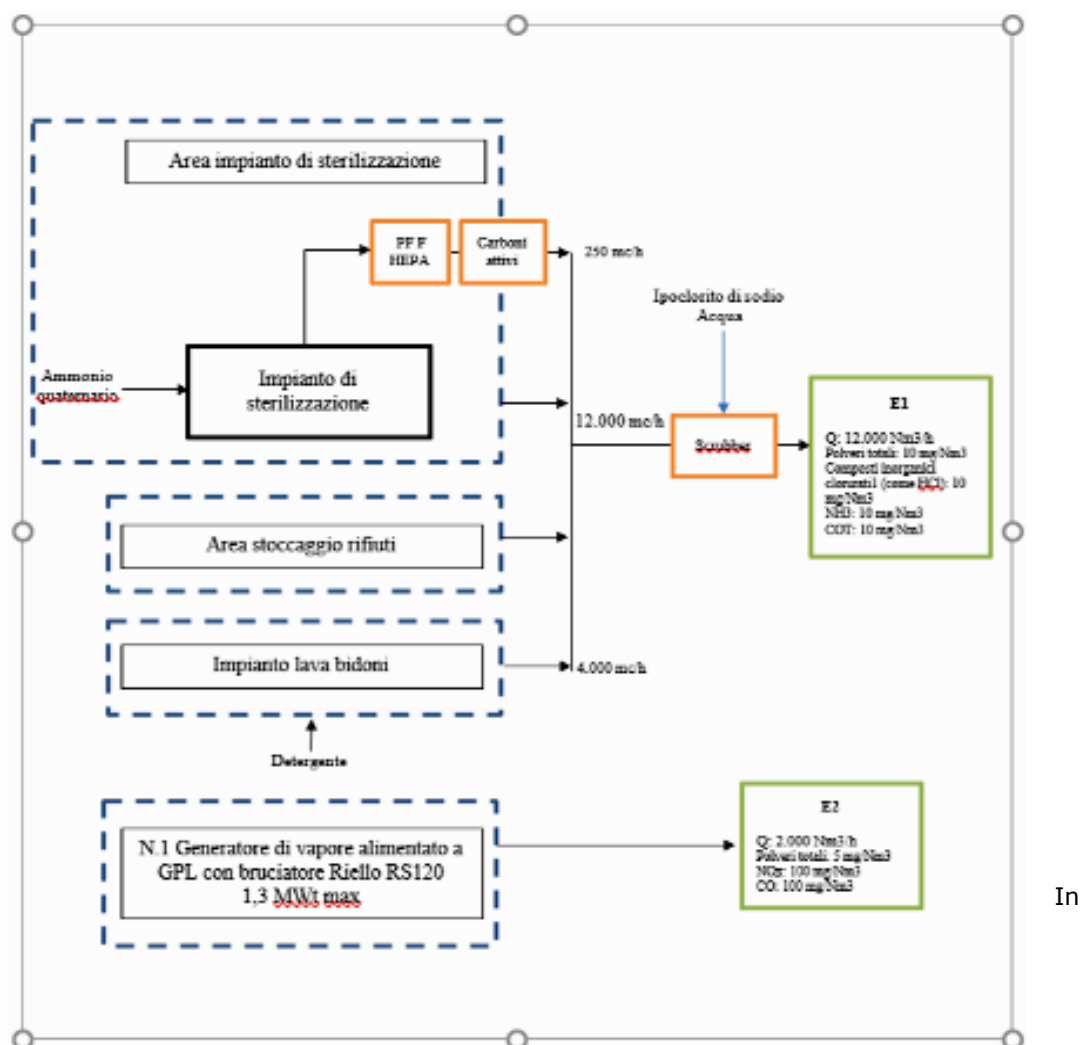 Area impianto di sterilizzazione
HEPA
Carboni
attivi
250 mc/h
Ipoclorito di sodio
Acqua
Ammonio
quaternario
Impianto di
sterilizzazione
12.000 mc/h
Scrubber
E1
Q: 12.000 Nm3/h
Polveri totali: 10 mg/Nm3
Composti inorganici
clorurati (come HCl): 10
mg/Nm3
NH3: 10 mg/Nm3
COT: 10 mg/Nm3
Area stoccaggio rifiuti
Impianto lava bidoni
4.000 mc/h
Detergente
N.1 Generatore di vapore alimentato a
GPL con bruciatore Riello RS120
1,3 MWt max
E2
Q: 2.000 Nm3/h
Polveri totali: 5 mg/Nm3
NOx: 100 mg/Nm3
CO: 100 mg/Nm3
In